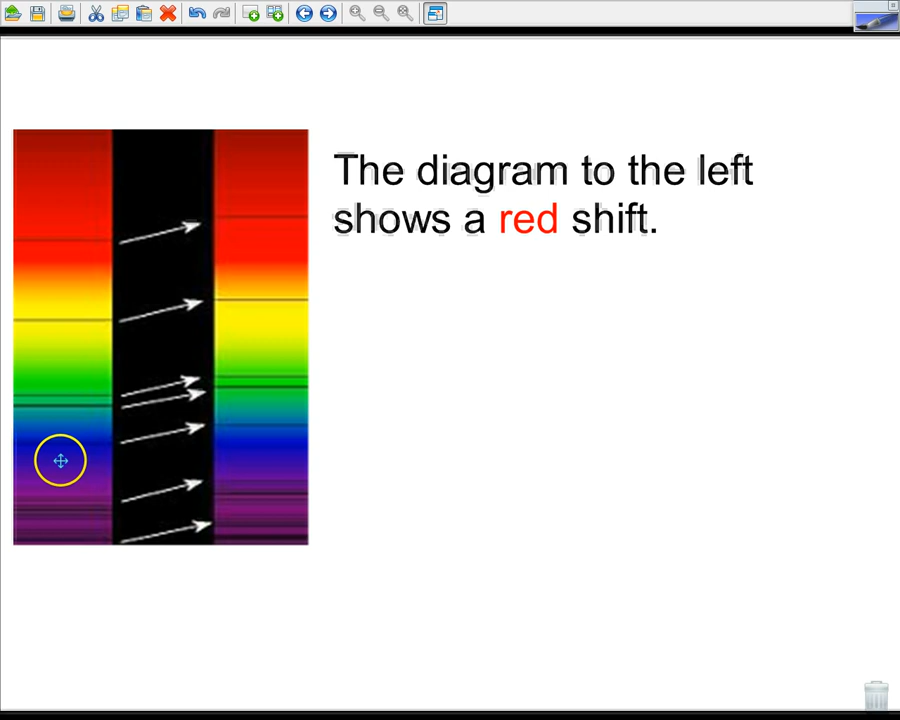 The diagram to the left
shows a red shift.